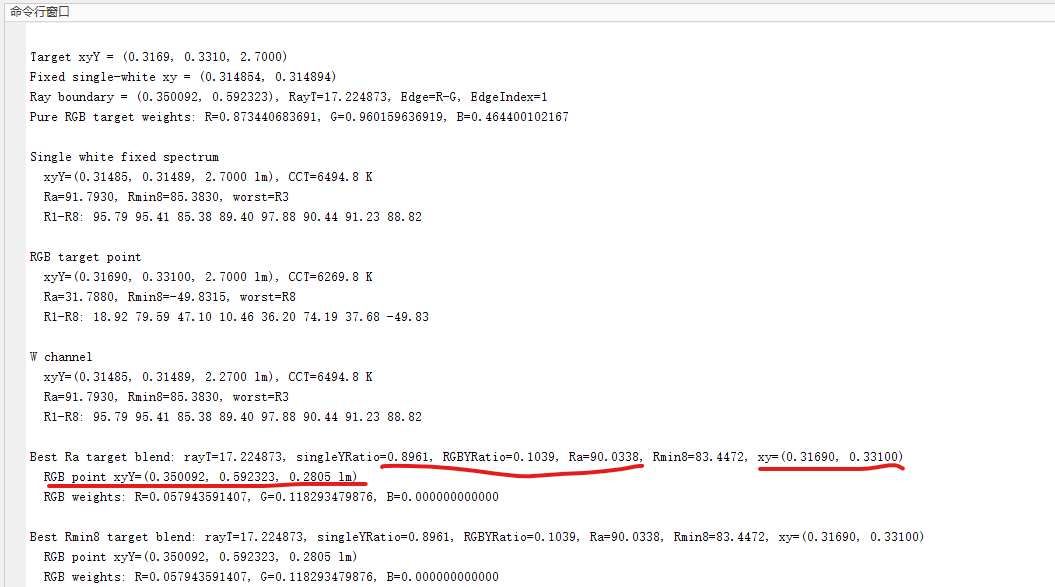 命令行窗口
Target xyY = (0.3169, 0.3310, 2.7000)
Fixed single-white xy = (0.314854, 0.314894)
Ray boundary = (0.350092, 0.592323), RayT=17.224873, Edge=R-G, EdgeIndex=1
Pure RGB target weights: R=0.873440683691, G=0.960159636919, B=0.464400102167
Single white fixed spectrum
xyY=(0.31485, 0.31489, 2.7000 lm), CCT=6494.8 K
Ra=91.7930, Rmin8=85.3830, worst=R3
R1-R8: 95.79 95.41 85.38 89.40 97.88 90.44 91.23 88.82
RGB target point
xyY=(0.31690, 0.33100, 2.7000 lm), CCT=6269.8 K
Ra=31.7880, Rmin8=-49.8315, worst=R8
R1-R8: 18.92 79.59 47.10 10.46 36.20 74.19 37.68 -49.83
W channel
xyY=(0.31485, 0.31489, 2.2700 lm), CCT=6494.8 K
Ra=91.7930, Rmin8=85.3830, worst=R3
R1-R8: 95.79 95.41 85.38 89.40 97.88 90.44 91.23 88.82
Best Ra target blend: rayT=17.224873, singleYRatio=0.8961, RGBYRatio=0.1039, Ra=90.0338, Rmin8=83.4472, xy=(0.31690, 0.33100)
RGB point xyY=(0.350092, 0.592323, 0.2805 lm)
RGB weights: R=0.057943591407, G=0.118293479876, B=0.000000000000
Best Rmin8 target blend: rayT=17.224873, singleYRatio=0.8961, RGBYRatio=0.1039, Ra=90.0338, Rmin8=83.4472, xy=(0.31690, 0.33100)
RGB point xyY=(0.350092, 0.592323, 0.2805 lm)
RGB weights: R=0.057943591407, G=0.118293479876, B=0.000000000000